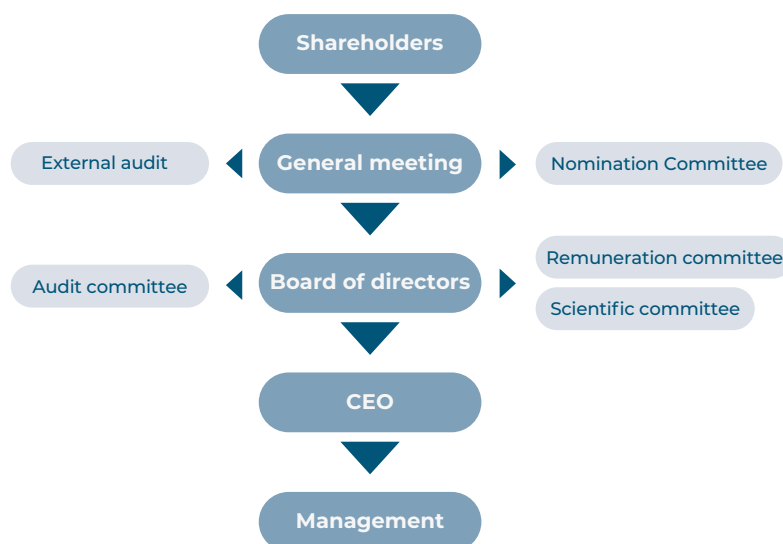 Shareholders
External audit
General meeting
Nomination Committee
Audit committee
Board of directors
Remuneration committee
Scientific committee
CEO
Management